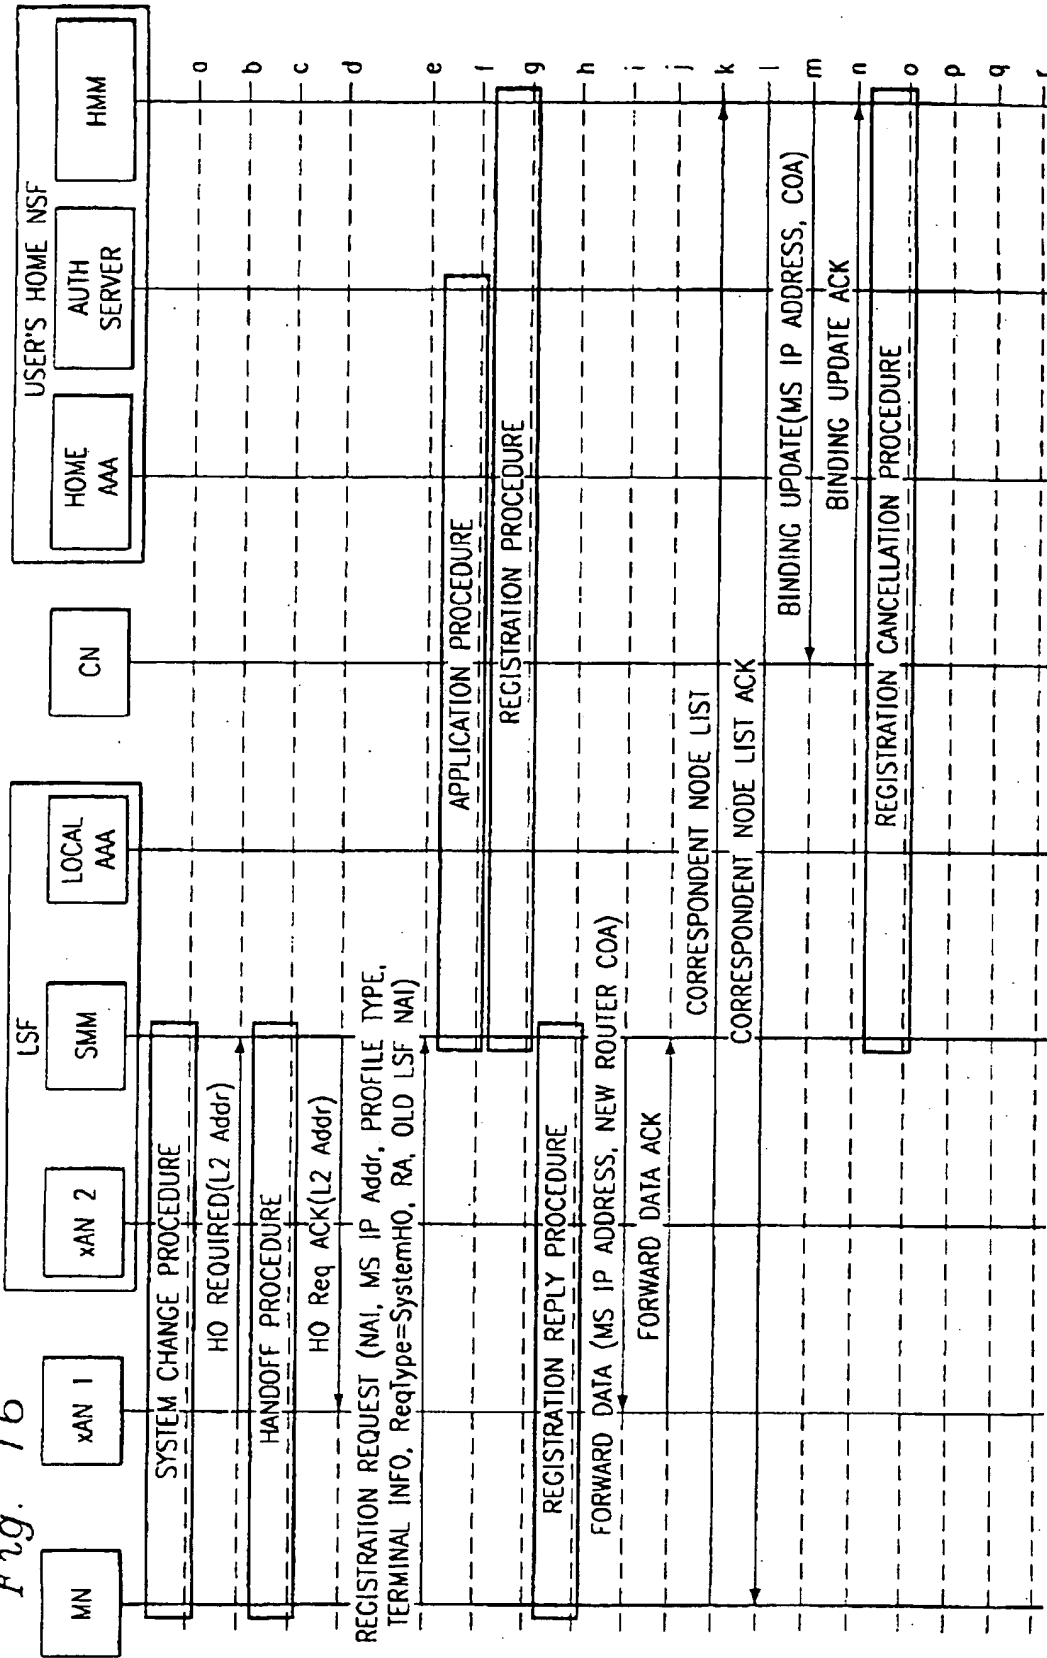 Fig. 16
USER'S HOME NSF
LSF
MN
xAN 1
xAN 2
SMM
LOCAL
AAA
CN
HOME
AAA
AUTH
SERVER
HMM
SYSTEM CHANGE PROCEDURE
a
HO REQUIRED(L2 Addr)
b
HANDOFF PROCEDURE
c
HO Req ACK(L2 Addr)
d
REGISTRATION REQUEST (NAI, MS IP Addr, PROFILE TYPE,
TERMINAL INFO, ReqType=SystemHO, RA, OLD LSF NAI)
e
APPLICATION PROCEDURE
f
REGISTRATION PROCEDURE
g
REGISTRATION REPLY PROCEDURE
h
FORWARD DATA (MS IP ADDRESS, NEW ROUTER COA)
i
FORWARD DATA ACK
j
CORRESPONDENT NODE LIST
k
CORRESPONDENT NODE LIST ACK
l
BINDING UPDATE(MS IP ADDRESS, COA)
m
BINDING UPDATE ACK
n
REGISTRATION CANCELLATION PROCEDURE
o
p
q
r